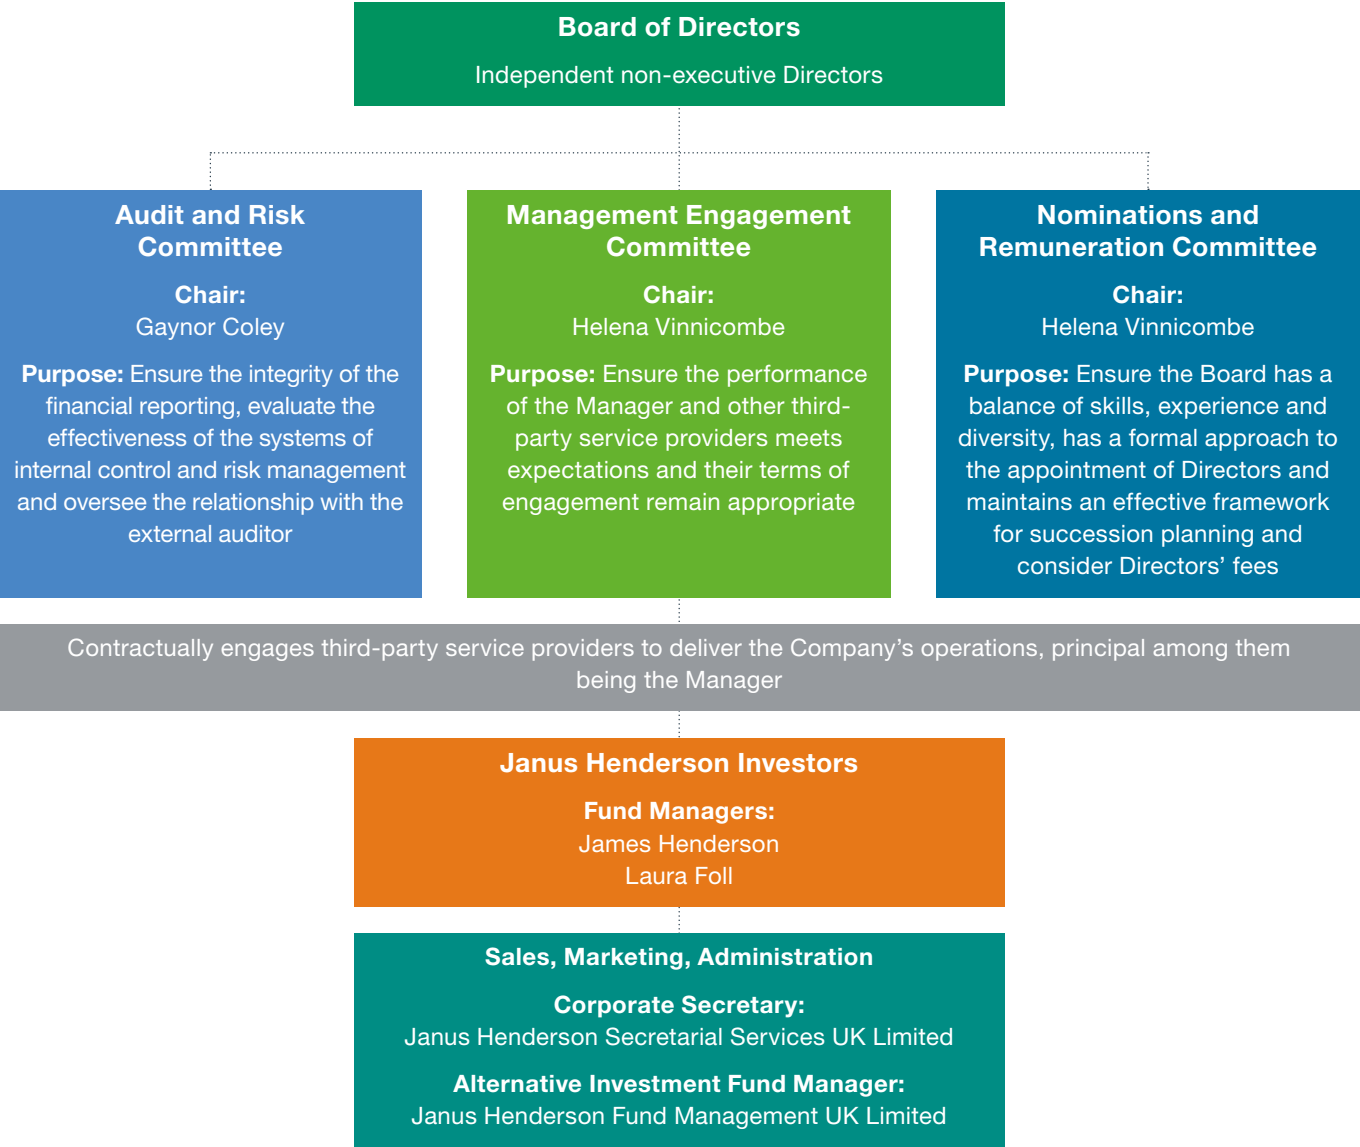 Board of Directors
Independent non-executive Directors
Audit and Risk
Committee
Chair:
Gaynor Coley
Purpose: Ensure the integrity of the
financial reporting, evaluate the
effectiveness of the systems of
internal control and risk management
and oversee the relationship with the
external auditor
Management Engagement
Committee
Chair:
Helena Vinnicombe
Purpose: Ensure the performance
of the Manager and other third-
party service providers meets
expectations and their terms of
engagement remain appropriate
Nominations and
Remuneration Committee
Chair:
Helena Vinnicombe
Purpose: Ensure the Board has a
balance of skills, experience and
diversity, has a formal approach to
the appointment of Directors and
maintains an effective framework
for succession planning and
consider Directors’ fees
Contractually engages third-party service providers to deliver the Company’s operations, principal among them
being the Manager
Janus Henderson Investors
Fund Managers:
James Henderson
Laura Foll
Sales, Marketing, Administration
Corporate Secretary:
Janus Henderson Secretarial Services UK Limited
Alternative Investment Fund Manager:
Janus Henderson Fund Management UK Limited